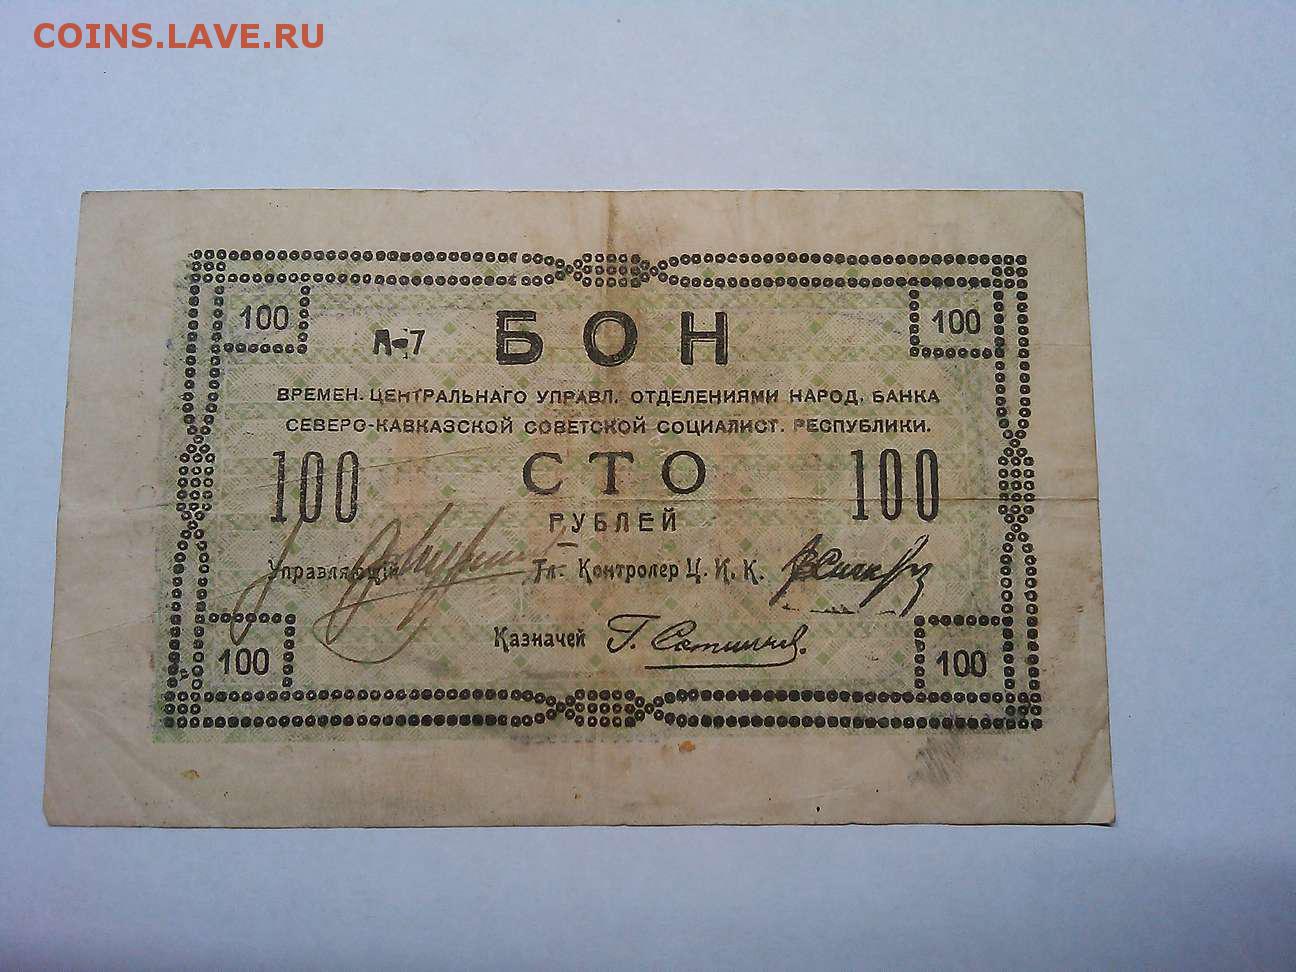 COINS.LAVE.RU
100 100
Л-7 БОН
ВРЕМЕН. ЦЕНТРАЛЬНАГО УПРАВЛ. ОТДЕЛЕНИЯМИ НАРОД. БАНКА
СЕВЕРО-КАВКАЗСКОЙ СОВЕТСКОЙ СОЦИАЛИСТ. РЕСПУБЛИКИ.
100 СТО 100
РУБЛЕЙ
Управляющій Гл. Контролер Ц. И. К.
Казначей
100 100